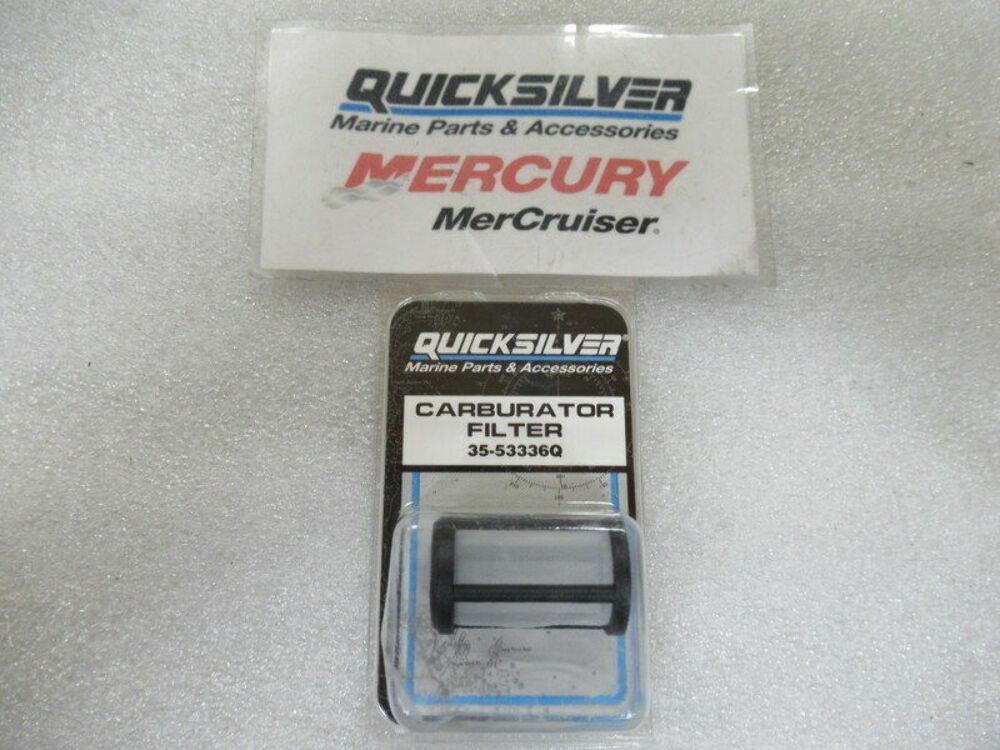 QUICKSILVER
Marine Parts & Accessories
MERCURY
MerCruiser®
QUICKSILVER®
Marine Parts & Accessories
CARBURATOR
FILTER
35-53336Q